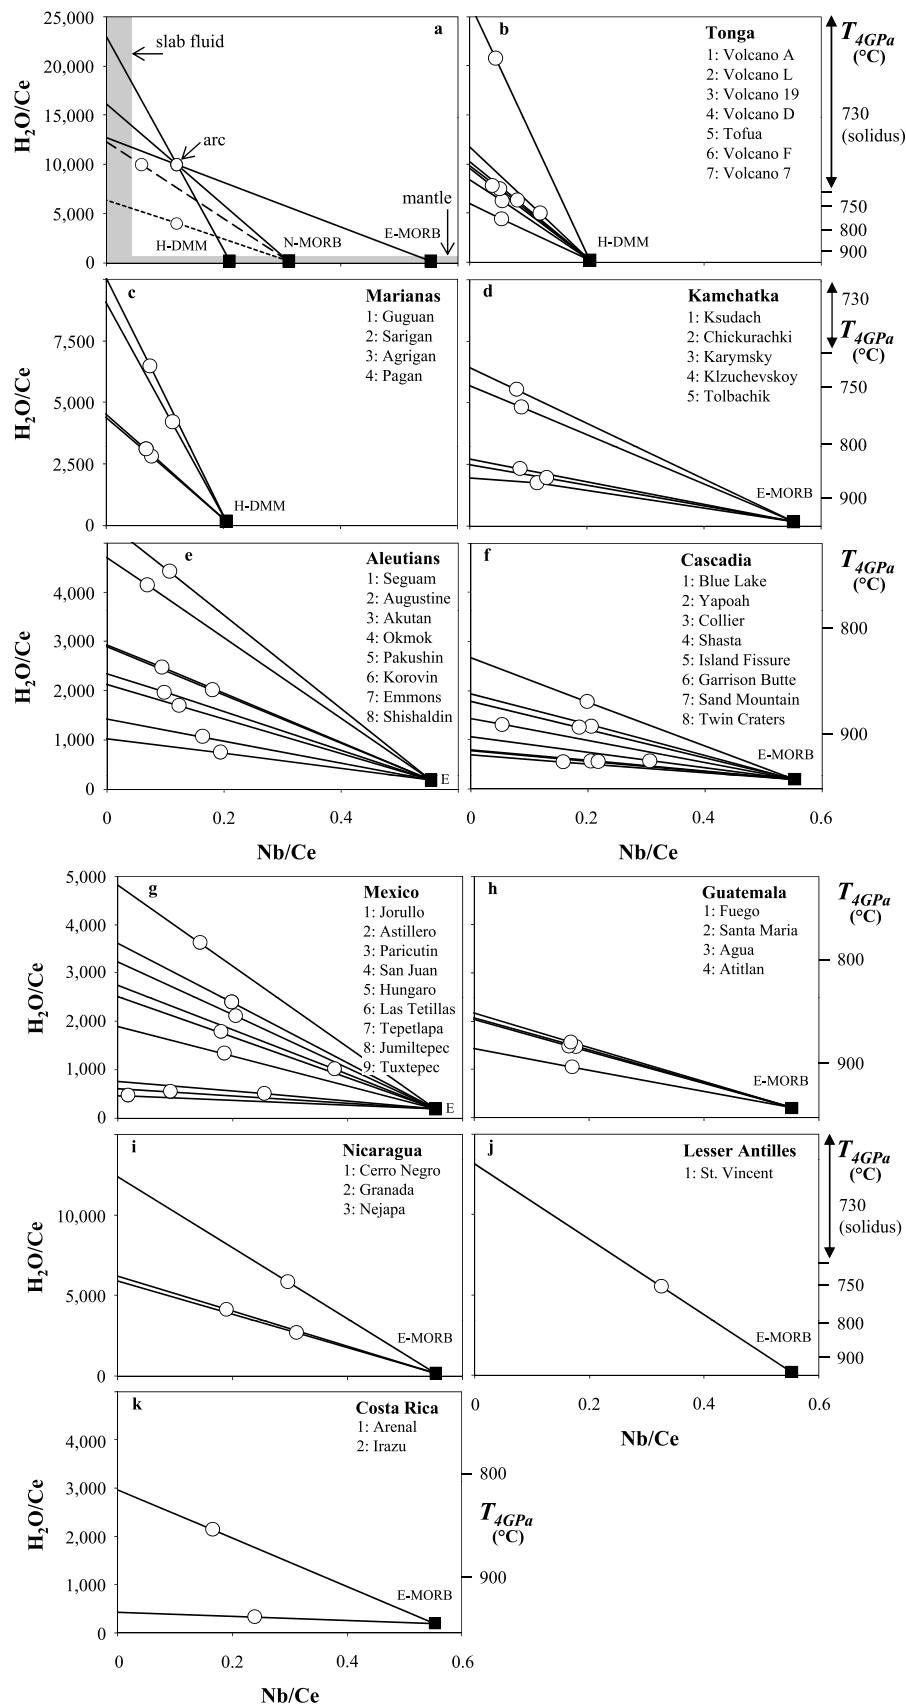 a
25,000
20,000
15,000
10,000
5,000
0
H2O/Ce
slab fluid
arc
mantle
H-DMM
N-MORB
E-MORB
b
Tonga
1: Volcano A
2: Volcano L
3: Volcano 19
4: Volcano D
5: Tofua
6: Volcano F
7: Volcano 7
H-DMM
T4GPa
(°C)
730
(solidus)
750
800
900
c
Marianas
1: Guguan
2: Sarigan
3: Agrigan
4: Pagan
7,500
5,000
2,500
0
H2O/Ce
H-DMM
d
Kamchatka
1: Ksudach
2: Chickurachki
3: Karymsky
4: Klzuchevskoy
5: Tolbachik
E-MORB
730
T4GPa
(°C)
750
800
900
e
Aleutians
1: Seguam
2: Augustine
3: Akutan
4: Okmok
5: Pakushin
6: Korovin
7: Emmons
8: Shishaldin
4,000
3,000
2,000
1,000
0
H2O/Ce
E
0 0.2 0.4
Nb/Ce
f
Cascadia
1: Blue Lake
2: Yapoah
3: Collier
4: Shasta
5: Island Fissure
6: Garrison Butte
7: Sand Mountain
8: Twin Craters
E-MORB
T4GPa
(°C)
800
900
0 0.2 0.4 0.6
Nb/Ce
g
Mexico
1: Jorullo
2: Astillero
3: Paricutin
4: San Juan
5: Hungaro
6: Las Tetillas
7: Tepetlapa
8: Jumiltepec
9: Tuxtepec
5,000
4,000
3,000
2,000
1,000
0
H2O/Ce
E
h
Guatemala
1: Fuego
2: Santa Maria
3: Agua
4: Atitlan
E-MORB
T4GPa
(°C)
800
900
i
Nicaragua
1: Cerro Negro
2: Granada
3: Nejapa
10,000
5,000
0
H2O/Ce
E-MORB
j
Lesser Antilles
1: St. Vincent
E-MORB
T4GPa
(°C)
730
(solidus)
750
800
900
0 0.2 0.4 0.6
Nb/Ce
k
Costa Rica
1: Arenal
2: Irazu
4,000
3,000
2,000
1,000
0
H2O/Ce
E-MORB
800
T4GPa
(°C)
900
0 0.2 0.4 0.6
Nb/Ce